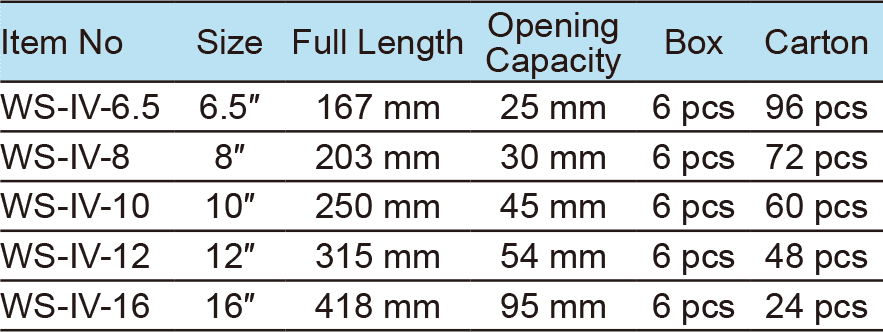 Item No Size Full Length Opening Capacity Box Carton
WS-IV-6.5 6.5″ 167 mm 25 mm 6 pcs 96 pcs
WS-IV-8 8″ 203 mm 30 mm 6 pcs 72 pcs
WS-IV-10 10″ 250 mm 45 mm 6 pcs 60 pcs
WS-IV-12 12″ 315 mm 54 mm 6 pcs 48 pcs
WS-IV-16 16″ 418 mm 95 mm 6 pcs 24 pcs